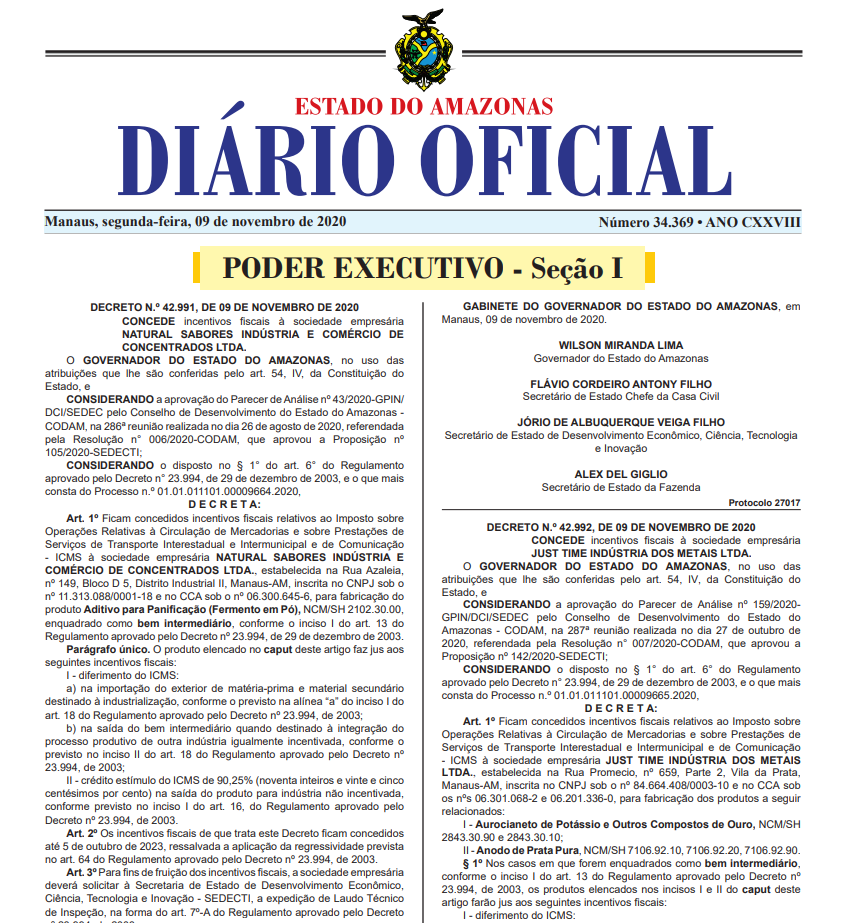 ESTADO DO AMAZONAS
DIÁRIO OFICIAL
Manaus, segunda-feira, 09 de novembro de 2020
Número 34.369 • ANO CXXVIII
PODER EXECUTIVO - Seção I
DECRETO N.º 42.991, DE 09 DE NOVEMBRO DE 2020
CONCEDE incentivos fiscais à sociedade empresária
NATURAL SABORES INDÚSTRIA E COMÉRCIO DE
CONCENTRADOS LTDA.
O GOVERNADOR DO ESTADO DO AMAZONAS, no uso das
atribuições que lhe são conferidas pelo art. 54, IV, da Constituição do
Estado, e
CONSIDERANDO a aprovação do Parecer de Análise nº 43/2020-GPIN/
DCI/SEDEC pelo Conselho de Desenvolvimento do Estado do Amazonas -
CODAM, na 286ª reunião realizada no dia 26 de agosto de 2020, referendada
pela Resolução n° 006/2020-CODAM, que aprovou a Proposição nº
105/2020-SEDECTI;
CONSIDERANDO o disposto no § 1° do art. 6° do Regulamento
aprovado pelo Decreto n° 23.994, de 29 de dezembro de 2003, e o que mais
consta do Processo n.º 01.01.011101.00009664.2020,
D E C R E T A:
Art. 1º Ficam concedidos incentivos fiscais relativos ao Imposto sobre
Operações Relativas à Circulação de Mercadorias e sobre Prestações de
Serviços de Transporte Interestadual e Intermunicipal e de Comunicação
- ICMS à sociedade empresária NATURAL SABORES INDÚSTRIA E
COMÉRCIO DE CONCENTRADOS LTDA., estabelecida na Rua Azaleia,
nº 149, Bloco D 5, Distrito Industrial II, Manaus-AM, inscrita no CNPJ sob o
nº 11.313.088/0001-18 e no CCA sob o nº 06.300.645-6, para fabricação do
produto Aditivo para Panificação (Fermento em Pó), NCM/SH 2102.30.00,
enquadrado como bem intermediário, conforme o inciso I do art. 13 do
Regulamento aprovado pelo Decreto nº 23.994, de 29 de dezembro de 2003.
Parágrafo único. O produto elencado no caput deste artigo faz jus aos
seguintes incentivos fiscais:
I - diferimento do ICMS:
a) na importação do exterior de matéria-prima e material secundário
destinado à industrialização, conforme o previsto na alínea “a” do inciso I do
art. 18 do Regulamento aprovado pelo Decreto nº 23.994, de 2003;
b) na saída do bem intermediário quando destinado à integração do
processo produtivo de outra indústria igualmente incentivada, conforme o
previsto no inciso II do art. 18 do Regulamento aprovado pelo Decreto nº
23.994, de 2003;
II - crédito estímulo do ICMS de 90,25% (noventa inteiros e vinte e cinco
centésimos por cento) na saída do produto para indústria não incentivada,
conforme previsto no inciso I do art. 16, do Regulamento aprovado pelo
Decreto nº 23.994, de 2003.
Art. 2º Os incentivos fiscais de que trata este Decreto ficam concedidos
até 5 de outubro de 2023, ressalvada a aplicação da regressividade prevista
no art. 64 do Regulamento aprovado pelo Decreto nº 23.994, de 2003.
Art. 3º Para fins de fruição dos incentivos fiscais, a sociedade empresária
deverá solicitar à Secretaria de Estado de Desenvolvimento Econômico,
Ciência, Tecnologia e Inovação - SEDECTI, a expedição de Laudo Técnico
de Inspeção, na forma do art. 7º-A do Regulamento aprovado pelo Decreto
GABINETE DO GOVERNADOR DO ESTADO DO AMAZONAS, em
Manaus, 09 de novembro de 2020.
WILSON MIRANDA LIMA
Governador do Estado do Amazonas
FLÁVIO CORDEIRO ANTONY FILHO
Secretário de Estado Chefe da Casa Civil
JÓRIO DE ALBUQUERQUE VEIGA FILHO
Secretário de Estado de Desenvolvimento Econômico, Ciência, Tecnologia
e Inovação
ALEX DEL GIGLIO
Secretário de Estado da Fazenda
Protocolo 27017
DECRETO N.º 42.992, DE 09 DE NOVEMBRO DE 2020
CONCEDE incentivos fiscais à sociedade empresária
JUST TIME INDÚSTRIA DOS METAIS LTDA.
O GOVERNADOR DO ESTADO DO AMAZONAS, no uso das
atribuições que lhe são conferidas pelo art. 54, IV, da Constituição do
Estado, e
CONSIDERANDO a aprovação do Parecer de Análise nº 159/2020-
GPIN/DCI/SEDEC pelo Conselho de Desenvolvimento do Estado do
Amazonas - CODAM, na 287ª reunião realizada no dia 27 de outubro de
2020, referendada pela Resolução n° 007/2020-CODAM, que aprovou a
Proposição nº 142/2020-SEDECTI;
CONSIDERANDO o disposto no § 1° do art. 6° do Regulamento
aprovado pelo Decreto n° 23.994, de 29 de dezembro de 2003, e o que mais
consta do Processo n.º 01.01.011101.00009665.2020,
D E C R E T A:
Art. 1º Ficam concedidos incentivos fiscais relativos ao Imposto sobre
Operações Relativas à Circulação de Mercadorias e sobre Prestações de
Serviços de Transporte Interestadual e Intermunicipal e de Comunicação
- ICMS à sociedade empresária JUST TIME INDÚSTRIA DOS METAIS
LTDA., estabelecida na Rua Promecio, nº 659, Parte 2, Vila da Prata,
Manaus-AM, inscrita no CNPJ sob o nº 84.664.408/0003-10 e no CCA sob
os nºs 06.301.068-2 e 06.201.336-0, para fabricação dos produtos a seguir
relacionados:
I - Aurocianeto de Potássio e Outros Compostos de Ouro, NCM/SH
2843.30.90 e 2843.30.10;
II - Anodo de Prata Pura, NCM/SH 7106.92.10, 7106.92.20, 7106.92.90.
§ 1º Nos casos em que forem enquadrados como bem intermediário,
conforme o inciso I do art. 13 do Regulamento aprovado pelo Decreto nº
23.994, de 2003, os produtos elencados nos incisos I e II do caput deste
artigo farão jus aos seguintes incentivos fiscais:
I - diferimento do ICMS: